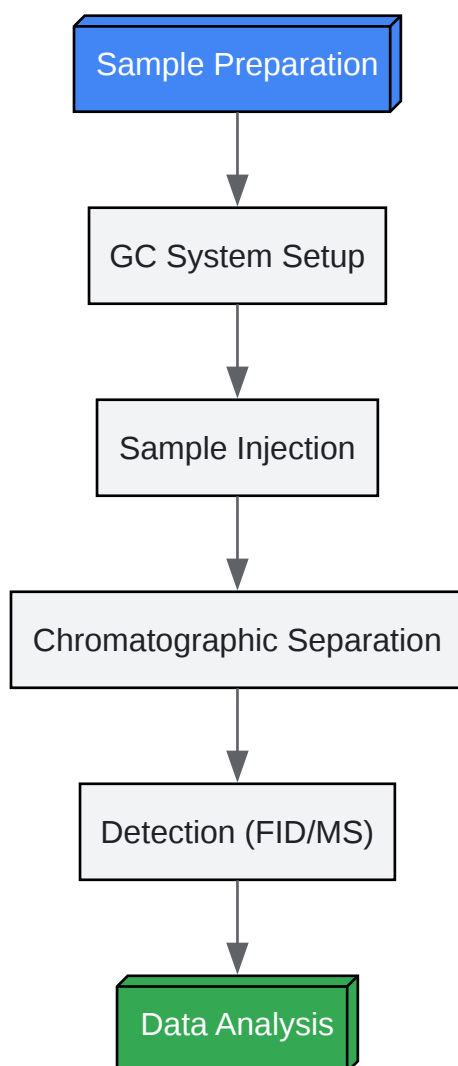 Sample Preparation
GC System Setup
Sample Injection
Chromatographic Separation
Detection (FID/MS)
Data Analysis